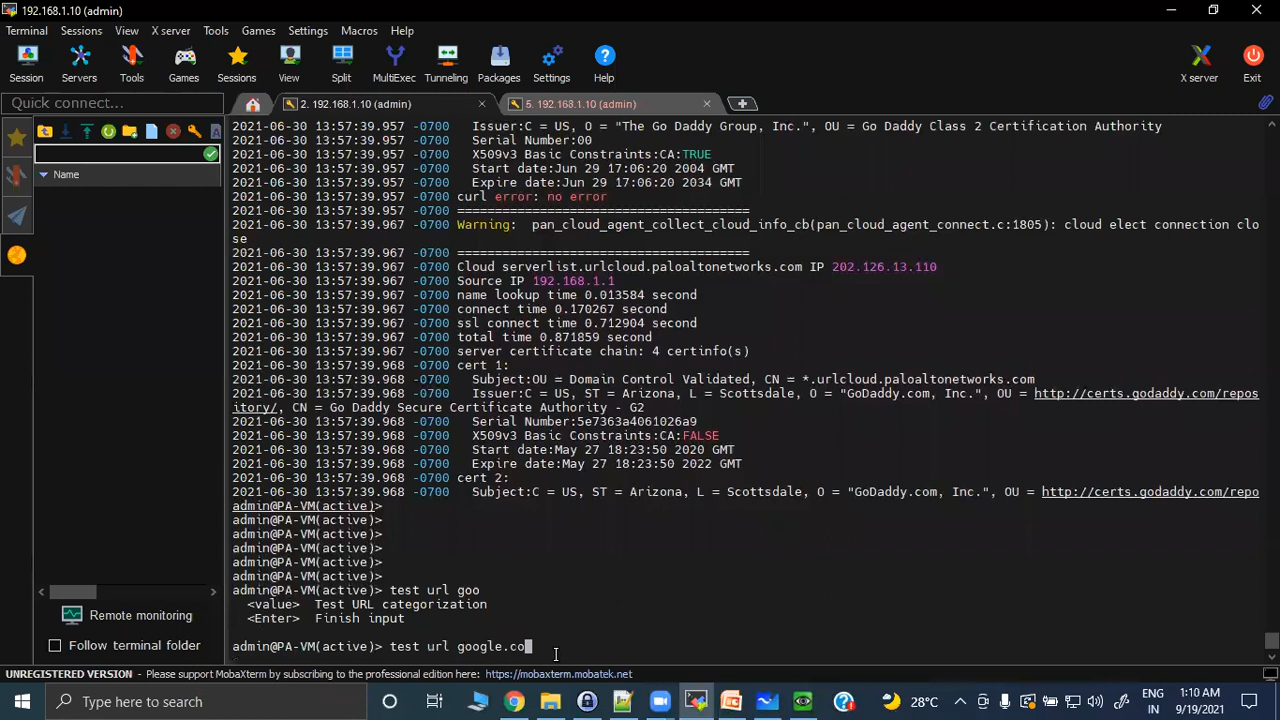 192.168.1.10 (admin)
Terminal Sessions View X server Tools Games Settings Macros Help
Session Servers Tools Games Sessions View Split MultiExec Tunneling Packages Settings Help X server Exit
Quick connect...
2. 192.168.1.10 (admin)
5. 192.168.1.10 (admin)
Name
2021-06-30 13:57:39.957 -0700   Issuer:C = US, O = "The Go Daddy Group, Inc.", OU = Go Daddy Class 2 Certification Authority
2021-06-30 13:57:39.957 -0700   Serial Number:00
2021-06-30 13:57:39.957 -0700   X509v3 Basic Constraints:CA:TRUE
2021-06-30 13:57:39.957 -0700   Start date:Jun 29 17:06:20 2004 GMT
2021-06-30 13:57:39.957 -0700   Expire date:Jun 29 17:06:20 2034 GMT
2021-06-30 13:57:39.957 -0700 curl error: no error
2021-06-30 13:57:39.957 -0700 =======================================
2021-06-30 13:57:39.967 -0700 Warning:  pan_cloud_agent_collect_cloud_info_cb(pan_cloud_agent_connect.c:1805): cloud elect connection clo
se
2021-06-30 13:57:39.967 -0700 =======================================
2021-06-30 13:57:39.967 -0700 Cloud serverlist.urlcloud.paloaltonetworks.com IP 202.126.13.110
2021-06-30 13:57:39.967 -0700 Source IP 192.168.1.1
2021-06-30 13:57:39.967 -0700 name lookup time 0.013584 second
2021-06-30 13:57:39.967 -0700 connect time 0.170267 second
2021-06-30 13:57:39.967 -0700 ssl connect time 0.712904 second
2021-06-30 13:57:39.967 -0700 total time 0.871859 second
2021-06-30 13:57:39.967 -0700 server certificate chain: 4 certinfo(s)
2021-06-30 13:57:39.968 -0700 cert 1:
2021-06-30 13:57:39.968 -0700   Subject:OU = Domain Control Validated, CN = *.urlcloud.paloaltonetworks.com
2021-06-30 13:57:39.968 -0700   Issuer:C = US, ST = Arizona, L = Scottsdale, O = "GoDaddy.com, Inc.", OU = http://certs.godaddy.com/repos
itory/, CN = Go Daddy Secure Certificate Authority - G2
2021-06-30 13:57:39.968 -0700   Serial Number:5e7363a4061026a9
2021-06-30 13:57:39.968 -0700   X509v3 Basic Constraints:CA:FALSE
2021-06-30 13:57:39.968 -0700   Start date:May 27 18:23:50 2020 GMT
2021-06-30 13:57:39.968 -0700   Expire date:May 27 18:23:50 2022 GMT
2021-06-30 13:57:39.968 -0700 cert 2:
2021-06-30 13:57:39.968 -0700   Subject:C = US, ST = Arizona, L = Scottsdale, O = "GoDaddy.com, Inc.", OU = http://certs.godaddy.com/repo
admin@PA-VM(active)>
admin@PA-VM(active)>
admin@PA-VM(active)>
admin@PA-VM(active)>
admin@PA-VM(active)>
admin@PA-VM(active)>
admin@PA-VM(active)> test url goo
<value>  Test URL categorization
<Enter>  Finish input
admin@PA-VM(active)> test url google.co
Remote monitoring
Follow terminal folder
UNREGISTERED VERSION - Please support MobaXterm by subscribing to the professional edition here: https://mobaxterm.mobatek.net
Type here to search
28°C
ENG
IN
1:10 AM
9/19/2021